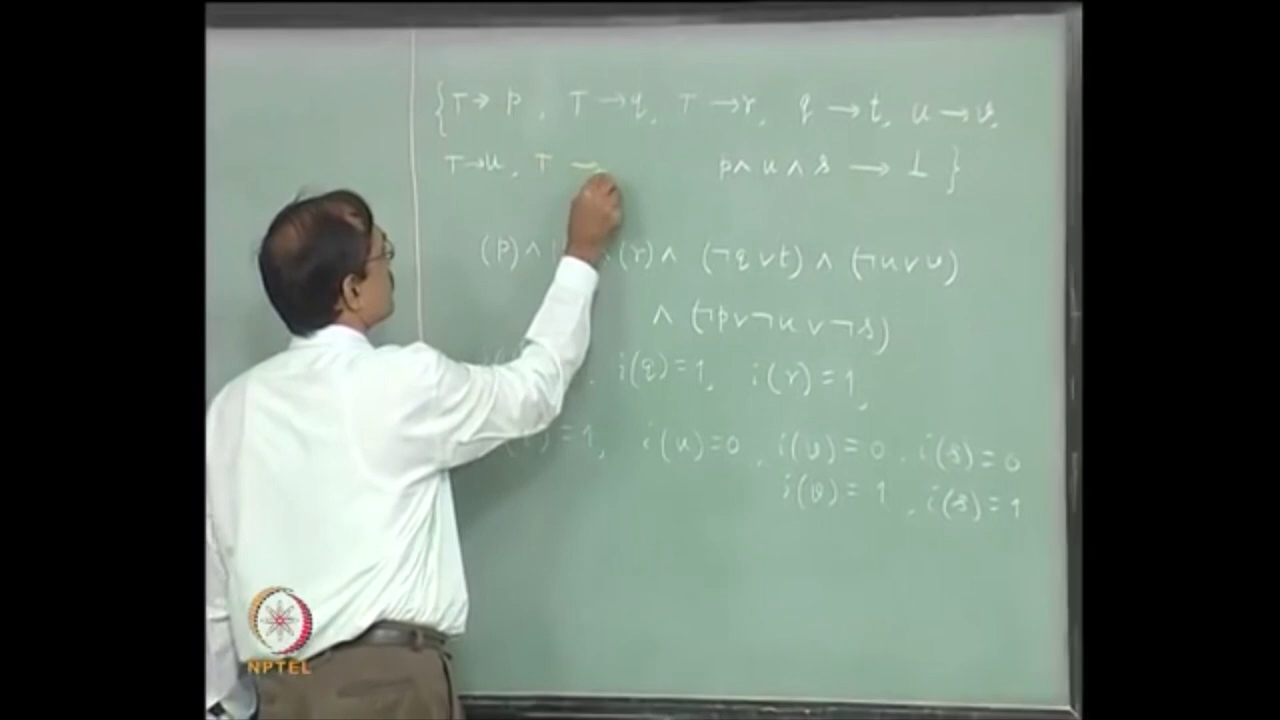 {⊤→ p , ⊤ →q, ⊤ →r, q →t, u →v,
⊤→u, ⊤ → p∧ u ∧ s → ⊥ }
(p)∧ ∧ (r) ∧ (¬q ∨t) ∧ (¬u∨v)
∧ (¬p∨¬u ∨¬s)
i(q)=1, i(r)=1,
=1, i(u)=0, i(v)=0, i(s)=0
i(v)=1, i(s)=1
NPTEL